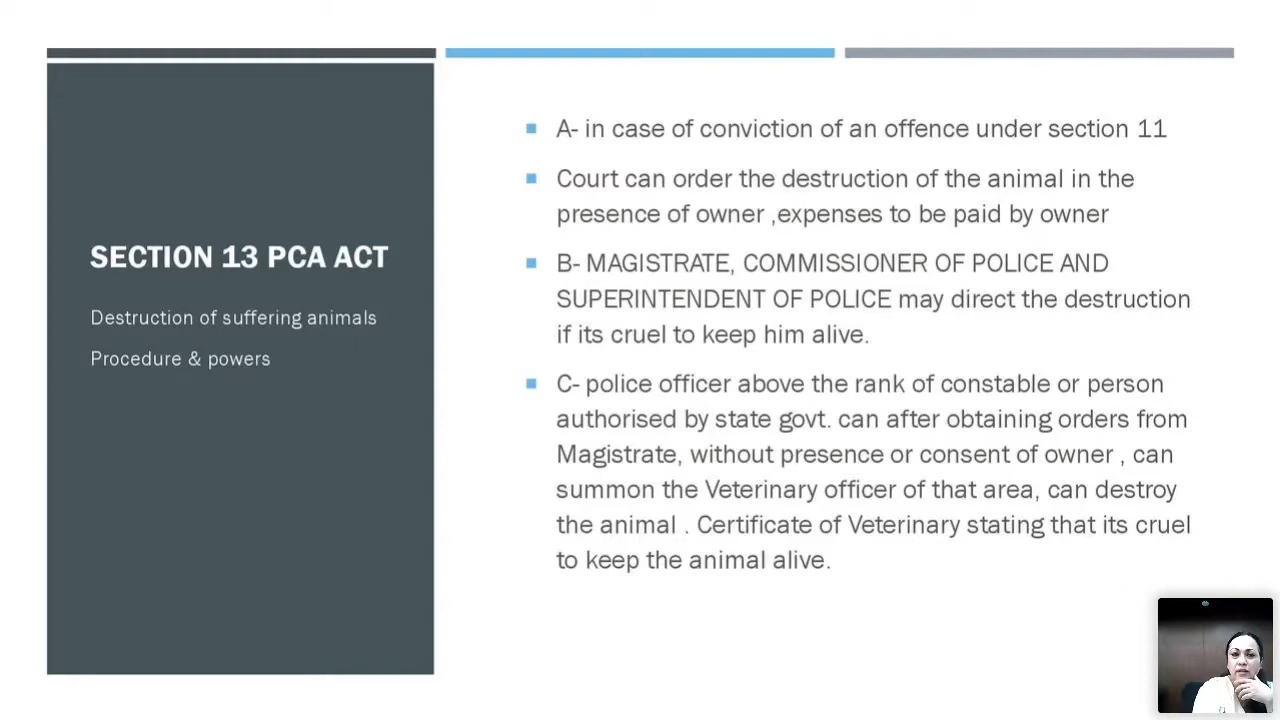 SECTION 13 PCA ACT
Destruction of suffering animals
Procedure & powers
A- in case of conviction of an offence under section 11
Court can order the destruction of the animal in the
presence of owner ,expenses to be paid by owner
B- MAGISTRATE, COMMISSIONER OF POLICE AND
SUPERINTENDENT OF POLICE may direct the destruction
if its cruel to keep him alive.
C- police officer above the rank of constable or person
authorised by state govt. can after obtaining orders from
Magistrate, without presence or consent of owner , can
summon the Veterinary officer of that area, can destroy
the animal . Certificate of Veterinary stating that its cruel
to keep the animal alive.